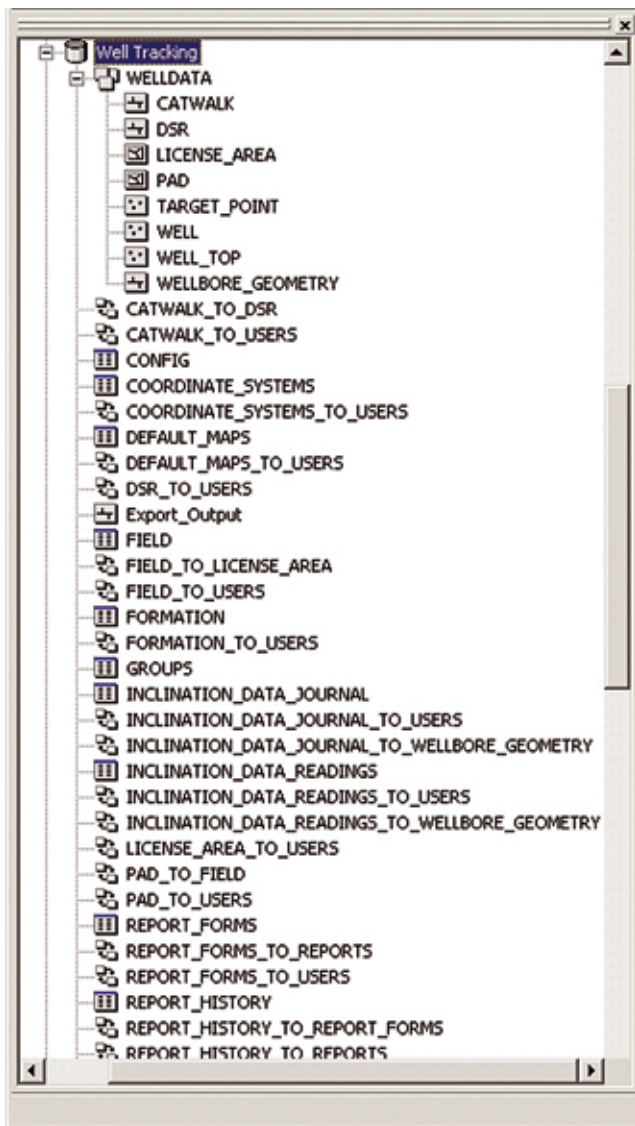 Well Tracking
WELLDATA
CATWALK
DSR
LICENSE_AREA
PAD
TARGET_POINT
WELL
WELL_TOP
WELLBORE_GEOMETRY
CATWALK_TO_DSR
CATWALK_TO_USERS
CONFIG
COORDINATE_SYSTEMS
COORDINATE_SYSTEMS_TO_USERS
DEFAULT_MAPS
DEFAULT_MAPS_TO_USERS
DSR_TO_USERS
Export_Output
FIELD
FIELD_TO_LICENSE_AREA
FIELD_TO_USERS
FORMATION
FORMATION_TO_USERS
GROUPS
INCLINATION_DATA_JOURNAL
INCLINATION_DATA_JOURNAL_TO_USERS
INCLINATION_DATA_JOURNAL_TO_WELLBORE_GEOMETRY
INCLINATION_DATA_READINGS
INCLINATION_DATA_READINGS_TO_USERS
INCLINATION_DATA_READINGS_TO_WELLBORE_GEOMETRY
LICENSE_AREA_TO_USERS
PAD_TO_FIELD
PAD_TO_USERS
REPORT_FORMS
REPORT_FORMS_TO_REPORTS
REPORT_FORMS_TO_USERS
REPORT_HISTORY
REPORT_HISTORY_TO_REPORT_FORMS
REPORT_HISTORY_TO_REPORTS